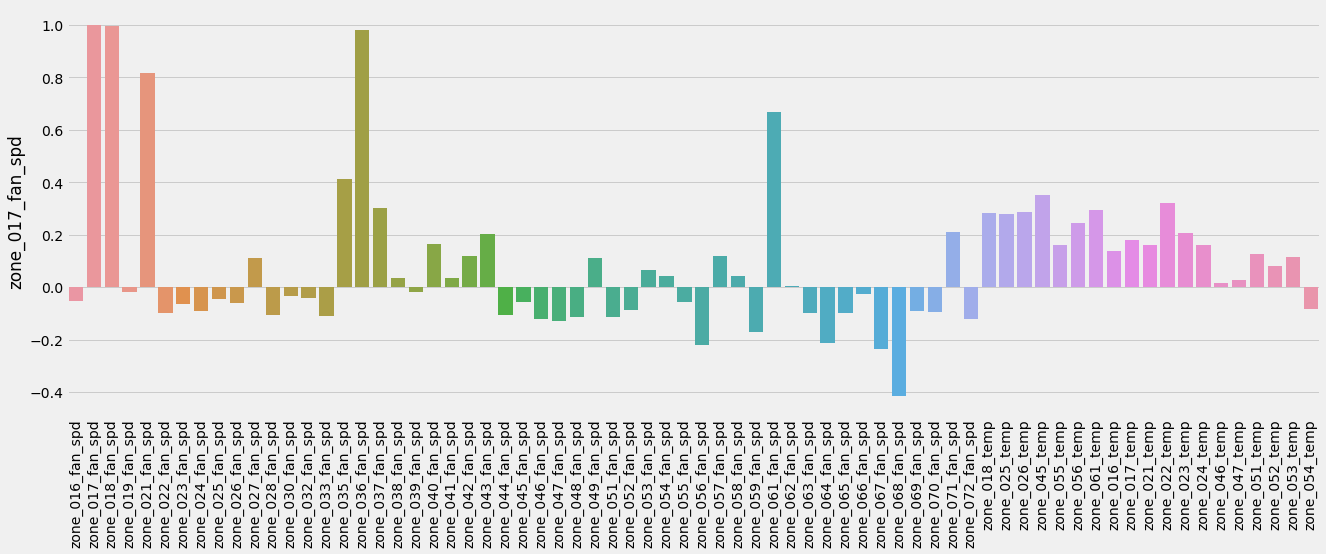 zone_017_fan_spd
1.0
0.8
0.6
0.4
0.2
0.0
−0.2
−0.4
zone_016_fan_spd
zone_017_fan_spd
zone_018_fan_spd
zone_019_fan_spd
zone_021_fan_spd
zone_022_fan_spd
zone_023_fan_spd
zone_024_fan_spd
zone_025_fan_spd
zone_026_fan_spd
zone_027_fan_spd
zone_028_fan_spd
zone_030_fan_spd
zone_032_fan_spd
zone_033_fan_spd
zone_035_fan_spd
zone_036_fan_spd
zone_037_fan_spd
zone_038_fan_spd
zone_039_fan_spd
zone_040_fan_spd
zone_041_fan_spd
zone_042_fan_spd
zone_043_fan_spd
zone_044_fan_spd
zone_045_fan_spd
zone_046_fan_spd
zone_047_fan_spd
zone_048_fan_spd
zone_049_fan_spd
zone_051_fan_spd
zone_052_fan_spd
zone_053_fan_spd
zone_054_fan_spd
zone_055_fan_spd
zone_056_fan_spd
zone_057_fan_spd
zone_058_fan_spd
zone_059_fan_spd
zone_061_fan_spd
zone_062_fan_spd
zone_063_fan_spd
zone_064_fan_spd
zone_065_fan_spd
zone_066_fan_spd
zone_067_fan_spd
zone_068_fan_spd
zone_069_fan_spd
zone_070_fan_spd
zone_071_fan_spd
zone_072_fan_spd
zone_018_temp
zone_025_temp
zone_026_temp
zone_045_temp
zone_055_temp
zone_056_temp
zone_061_temp
zone_016_temp
zone_017_temp
zone_021_temp
zone_022_temp
zone_023_temp
zone_024_temp
zone_046_temp
zone_047_temp
zone_051_temp
zone_052_temp
zone_053_temp
zone_054_temp